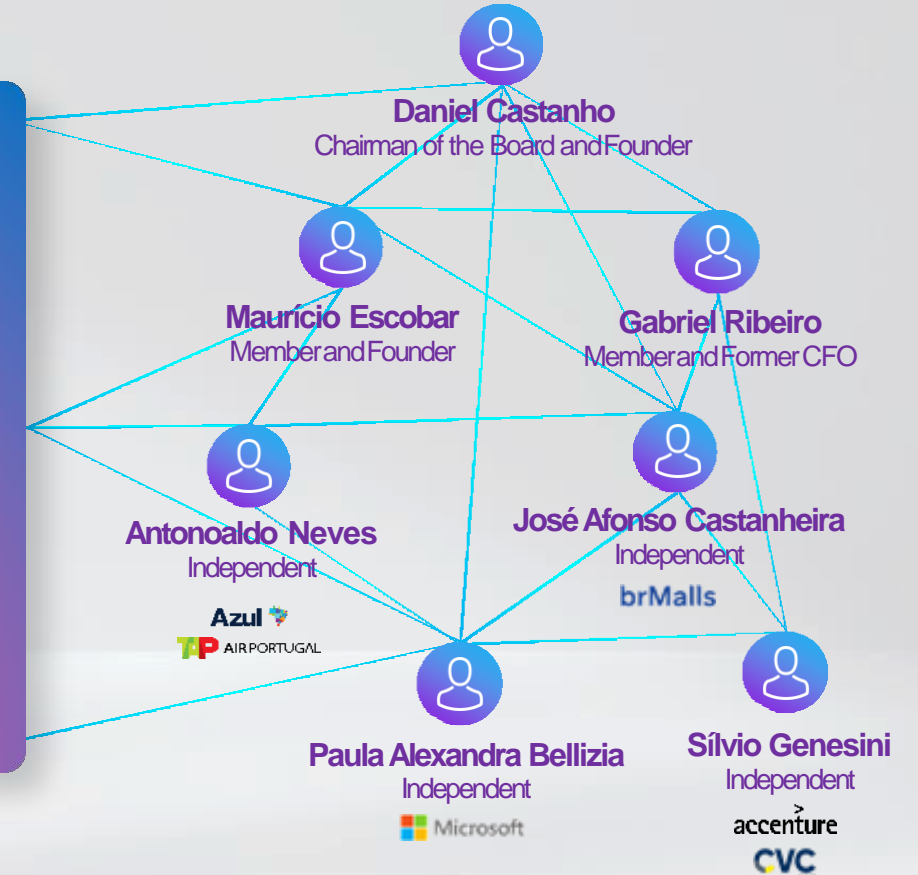 Daniel Castanho
Chairman of the Board and Founder
Maurício Escobar
Member and Founder
Gabriel Ribeiro
Member and Former CFO
Antonoaldo Neves
Independent
Azul
TAP AIR PORTUGAL
José Afonso Castanheira
Independent
brMalls
Paula Alexandra Bellizia
Independent
Microsoft
Sílvio Genesini
Independent
accenture
CVC